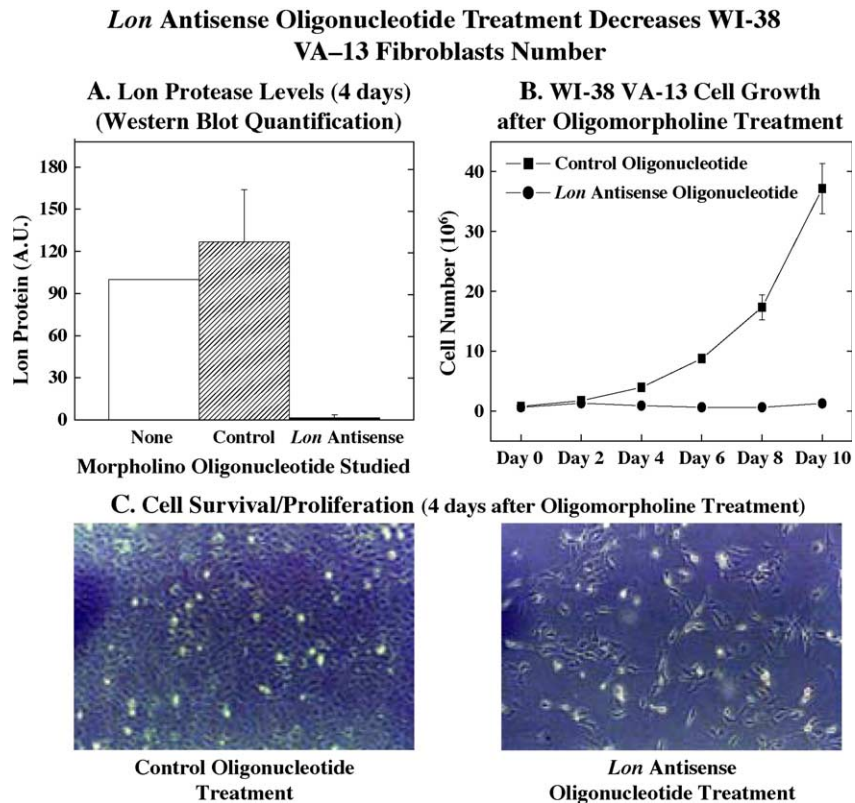 Lon Antisense Oligonucleotide Treatment Decreases WI-38
VA–13 Fibroblasts Number
A. Lon Protease Levels (4 days)
(Western Blot Quantification)
Lon Protein (A.U.)
180
150
120
90
60
30
0
None Control Lon Antisense
Morpholino Oligonucleotide Studied
B. WI-38 VA-13 Cell Growth
after Oligomorpholine Treatment
Control Oligonucleotide
Lon Antisense Oligonucleotide
Cell Number (10⁶)
40
30
20
10
0
Day 0 Day 2 Day 4 Day 6 Day 8 Day 10
C. Cell Survival/Proliferation (4 days after Oligomorpholine Treatment)
Control Oligonucleotide
Treatment
Lon Antisense
Oligonucleotide Treatment